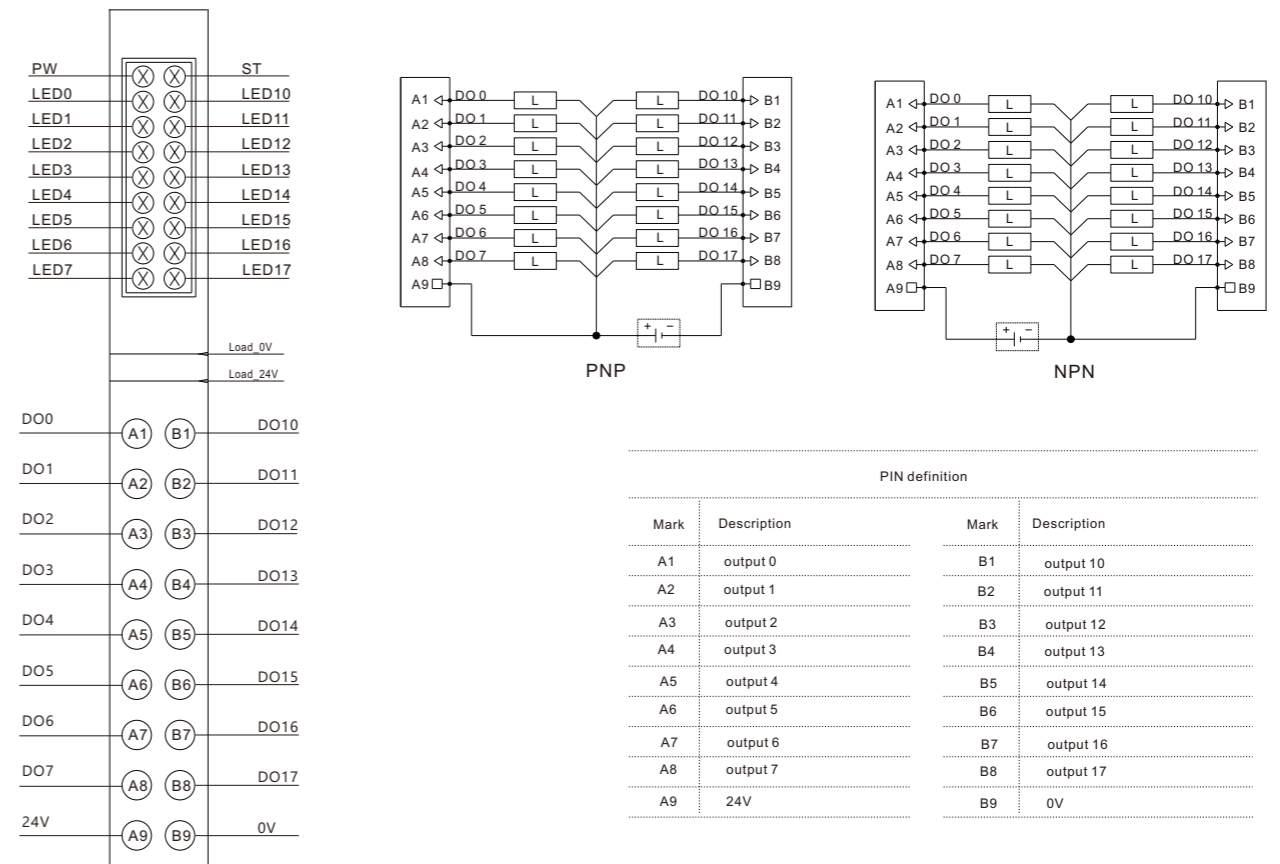 PW ST
LED0 LED10
LED1 LED11
LED2 LED12
LED3 LED13
LED4 LED14
LED5 LED15
LED6 LED16
LED7 LED17
Load_0V
Load_24V
DO0 A1 B1 DO10
DO1 A2 B2 DO11
DO2 A3 B3 DO12
DO3 A4 B4 DO13
DO4 A5 B5 DO14
DO5 A6 B6 DO15
DO6 A7 B7 DO16
DO7 A8 B8 DO17
24V A9 B9 0V
A1 DO 0 L L DO 10 B1
A2 DO 1 L L DO 11 B2
A3 DO 2 L L DO 12 B3
A4 DO 3 L L DO 13 B4
A5 DO 4 L L DO 14 B5
A6 DO 5 L L DO 15 B6
A7 DO 6 L L DO 16 B7
A8 DO 7 L L DO 17 B8
A9 B9
+ −
PNP
A1 DO 0 L L DO 10 B1
A2 DO 1 L L DO 11 B2
A3 DO 2 L L DO 12 B3
A4 DO 3 L L DO 13 B4
A5 DO 4 L L DO 14 B5
A6 DO 5 L L DO 15 B6
A7 DO 6 L L DO 16 B7
A8 DO 7 L L DO 17 B8
A9 B9
+ −
NPN
PIN definition
Mark Description Mark Description
A1 output 0 B1 output 10
A2 output 1 B2 output 11
A3 output 2 B3 output 12
A4 output 3 B4 output 13
A5 output 4 B5 output 14
A6 output 5 B6 output 15
A7 output 6 B7 output 16
A8 output 7 B8 output 17
A9 24V B9 0V